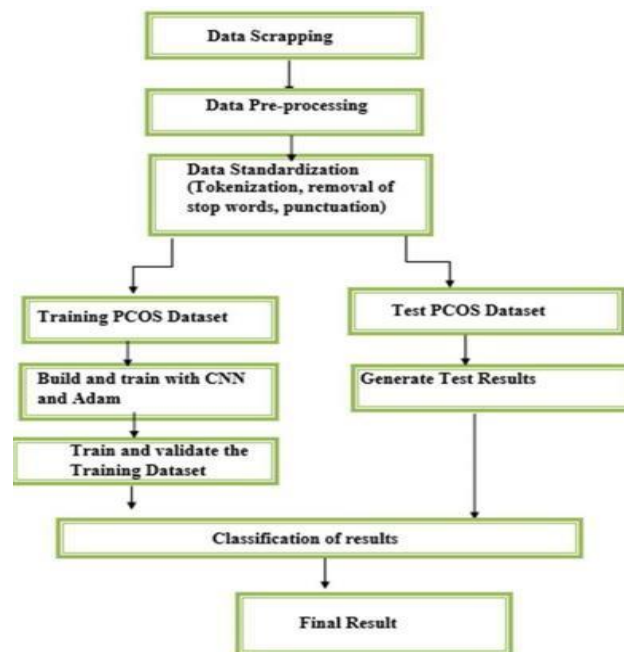 Data Scrapping
Data Pre-processing
Data Standardization
(Tokenization, removal of
stop words, punctuation)
Training PCOS Dataset
Test PCOS Dataset
Build and train with CNN
and Adam
Generate Test Results
Train and validate the
Training Dataset
Classification of results
Final Result